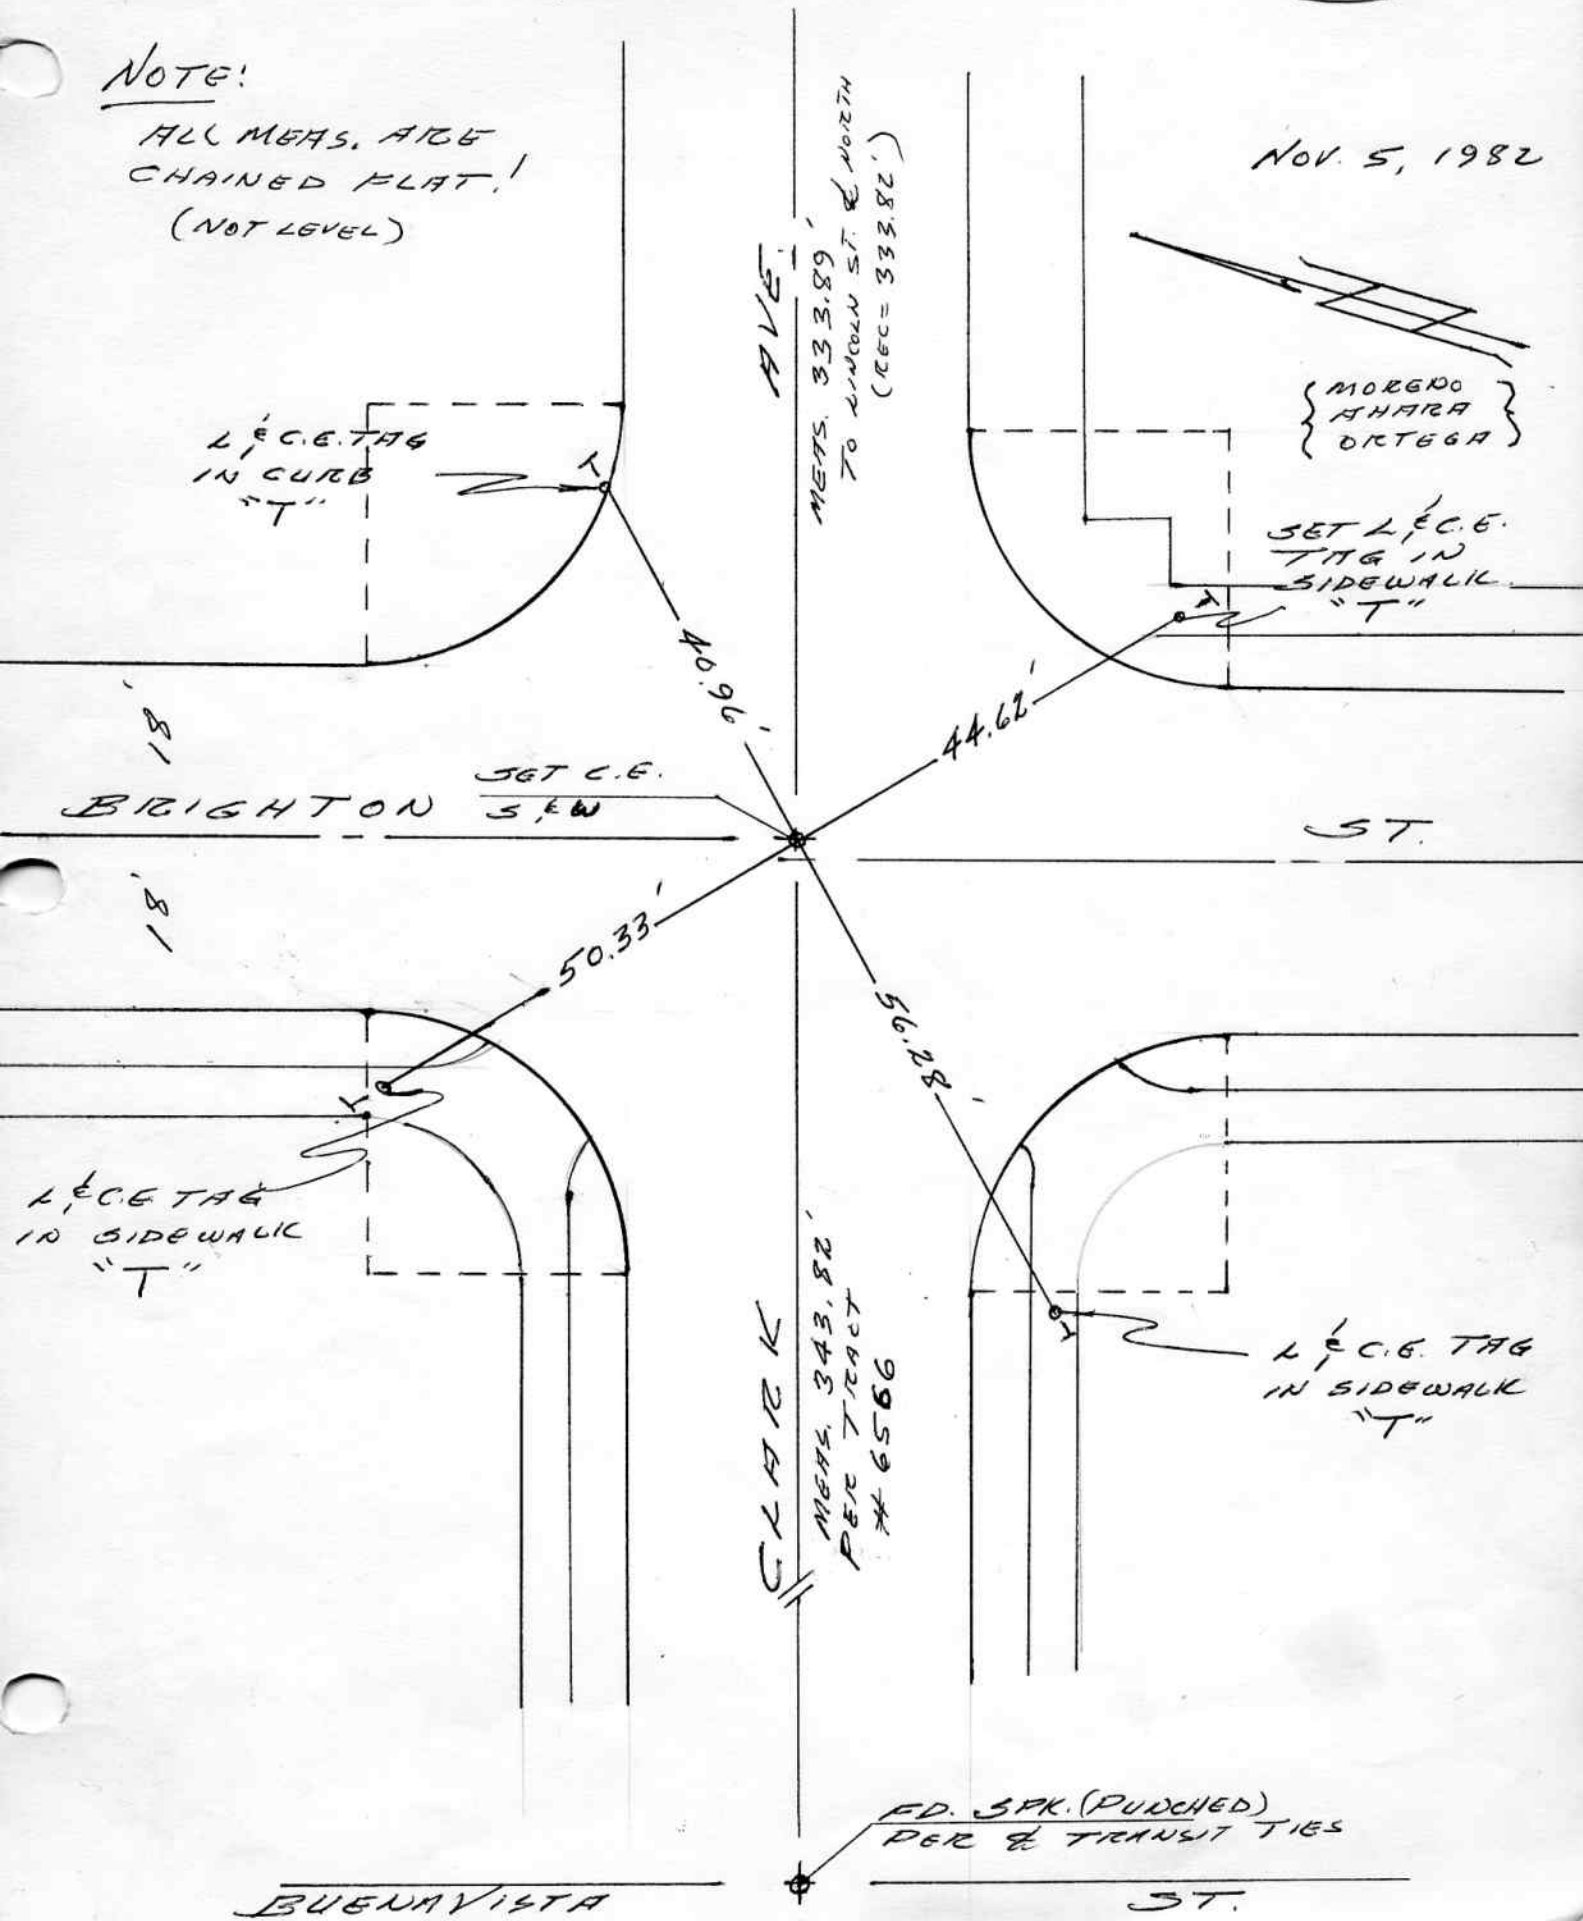 NOTE!
ALL MEAS. ARE
CHAINED FLAT!
(NOT LEVEL)
NOV. 5, 1982
{ MORENO }
AHARA
ORTEGA
AVE.
MEAS. 333.89'
TO LINCOLN ST. ℄ NORTH
(REC = 333.82')
L & C.E. TAG
IN CURB
"T"
T
SET L & C.E.
TAG IN
SIDEWALK
"T"
T
40.96'
44.62'
18'
SET C.E.
S & W
BRIGHTON
ST.
18'
50.33'
56.28'
T
L & C.E TAG
IN SIDEWALK
"T"
CLARK
MEAS. 343.82'
PER TRACT
# 6566
T
L & C.E. TAG
IN SIDEWALK
"T"
FD. SPK. (PUNCHED)
PER ℄ TRANSIT TIES
BUENA VISTA
ST.